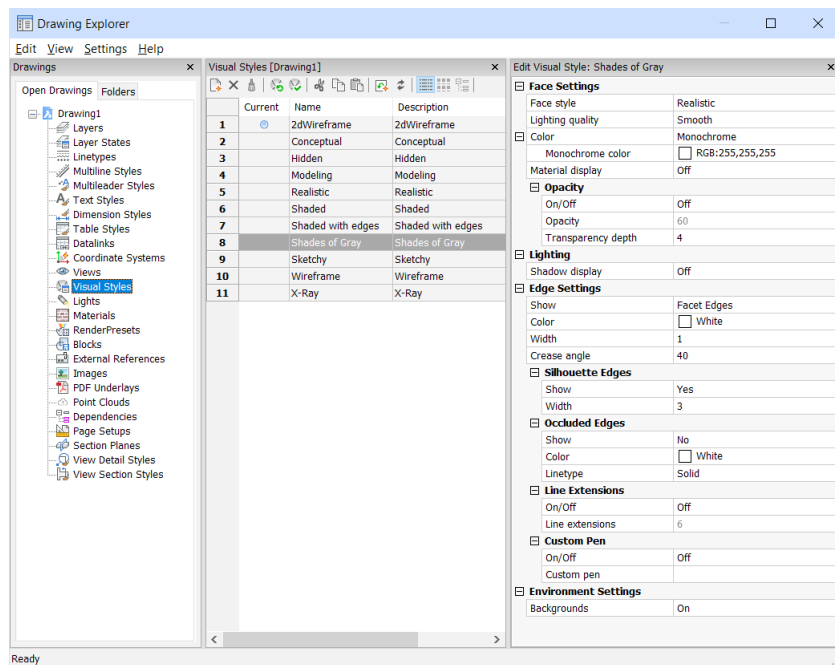 Drawing Explorer
Edit View Settings Help
Drawings
Open Drawings Folders
Drawing1
Layers
Layer States
Linetypes
Multiline Styles
Multileader Styles
Text Styles
Dimension Styles
Table Styles
Datalinks
Coordinate Systems
Views
Visual Styles
Lights
Materials
RenderPresets
Blocks
External References
Images
PDF Underlays
Point Clouds
Dependencies
Page Setups
Section Planes
View Detail Styles
View Section Styles
Visual Styles [Drawing1]
Current Name Description
1 2dWireframe 2dWireframe
2 Conceptual Conceptual
3 Hidden Hidden
4 Modeling Modeling
5 Realistic Realistic
6 Shaded Shaded
7 Shaded with edges Shaded with edges
8 Shades of Gray Shades of Gray
9 Sketchy Sketchy
10 Wireframe Wireframe
11 X-Ray X-Ray
Edit Visual Style: Shades of Gray
Face Settings
Face style Realistic
Lighting quality Smooth
Color Monochrome
Monochrome color RGB:255,255,255
Material display Off
Opacity
On/Off Off
Opacity 60
Transparency depth 4
Lighting
Shadow display Off
Edge Settings
Show Facet Edges
Color White
Width 1
Crease angle 40
Silhouette Edges
Show Yes
Width 3
Occluded Edges
Show No
Color White
Linetype Solid
Line Extensions
On/Off Off
Line extensions 6
Custom Pen
On/Off Off
Custom pen
Environment Settings
Backgrounds On
Ready